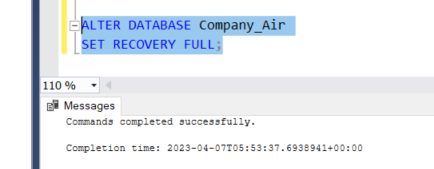 ALTER DATABASE Company_Air
SET RECOVERY FULL;
110 %
Messages
Commands completed successfully.
Completion time: 2023-04-07T05:53:37.6938941+00:00